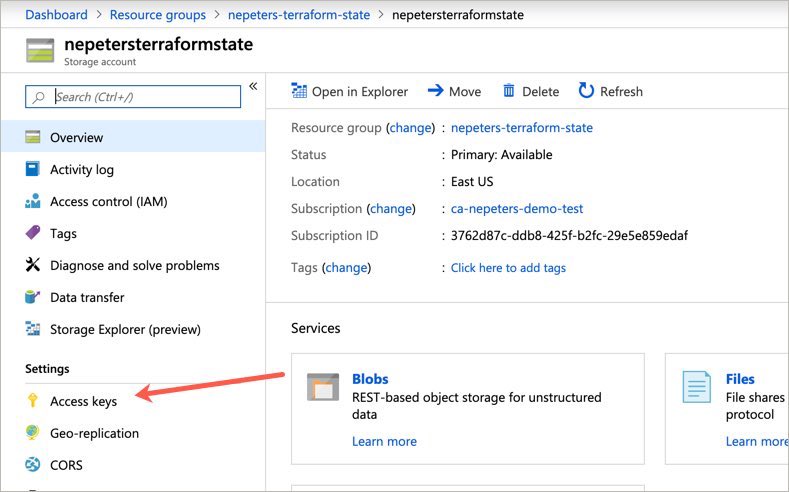 Dashboard > Resource groups > nepeters-terraform-state > nepetersterraformstate
nepetersterraformstate
Storage account
Search (Ctrl+/)
«
Overview
Activity log
Access control (IAM)
Tags
Diagnose and solve problems
Data transfer
Storage Explorer (preview)
Settings
Access keys
Geo-replication
CORS
Open in Explorer Move Delete Refresh
Resource group (change) : nepeters-terraform-state
Status : Primary: Available
Location : East US
Subscription (change) : ca-nepeters-demo-test
Subscription ID : 3762d87c-ddb8-425f-b2fc-29e5e859edaf
Tags (change) : Click here to add tags
Services
Blobs
REST-based object storage for unstructured
data
Learn more
Files
File shares
protocol
Learn more